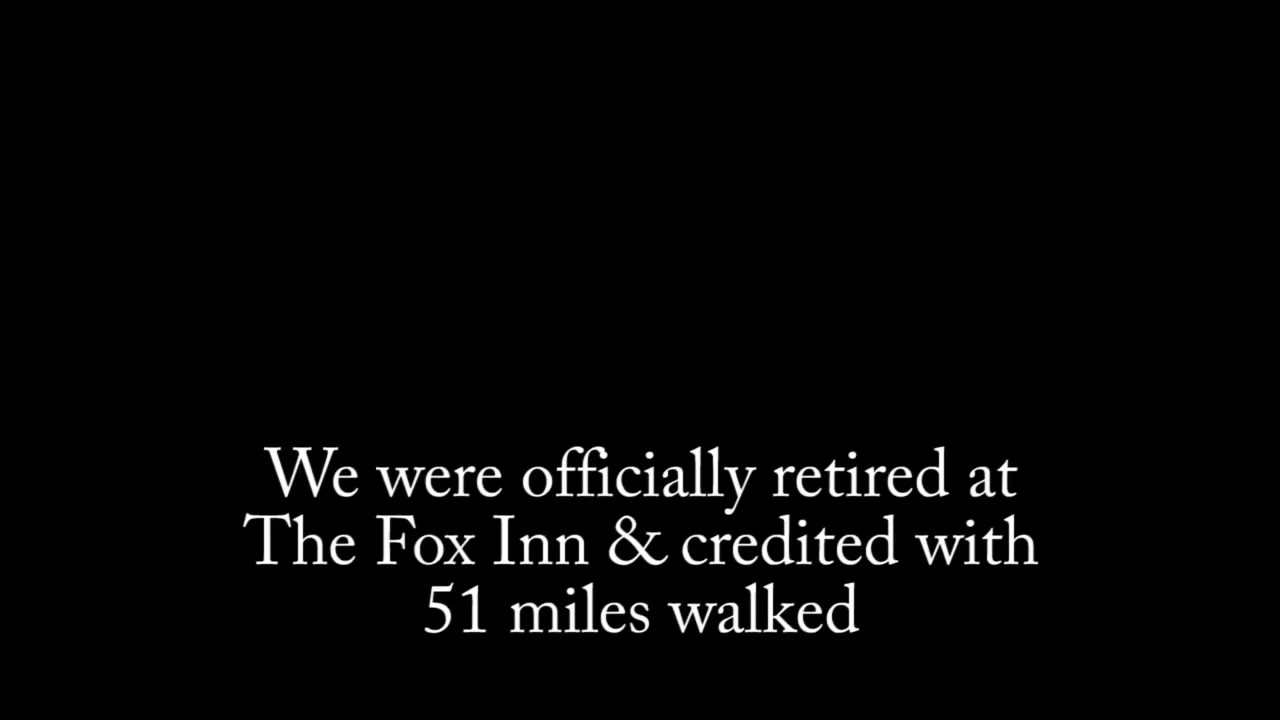 We were officially retired at
The Fox Inn & credited with
51 miles walked